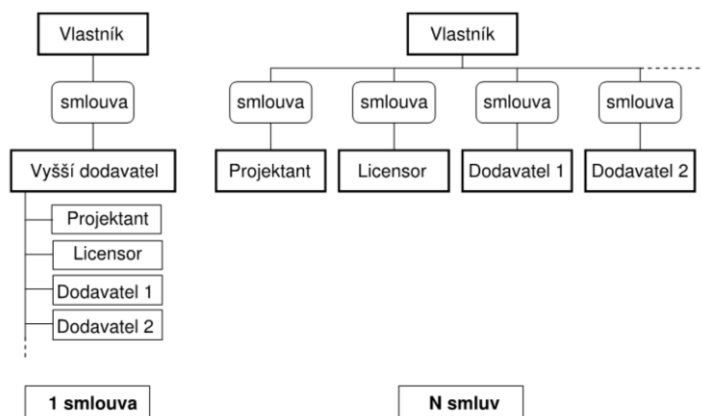 Vlastník
smlouva
Vyšší dodavatel
Projektant
Licensor
Dodavatel 1
Dodavatel 2
1 smlouva
Vlastník
smlouva smlouva smlouva smlouva
Projektant Licensor Dodavatel 1 Dodavatel 2
N smluv